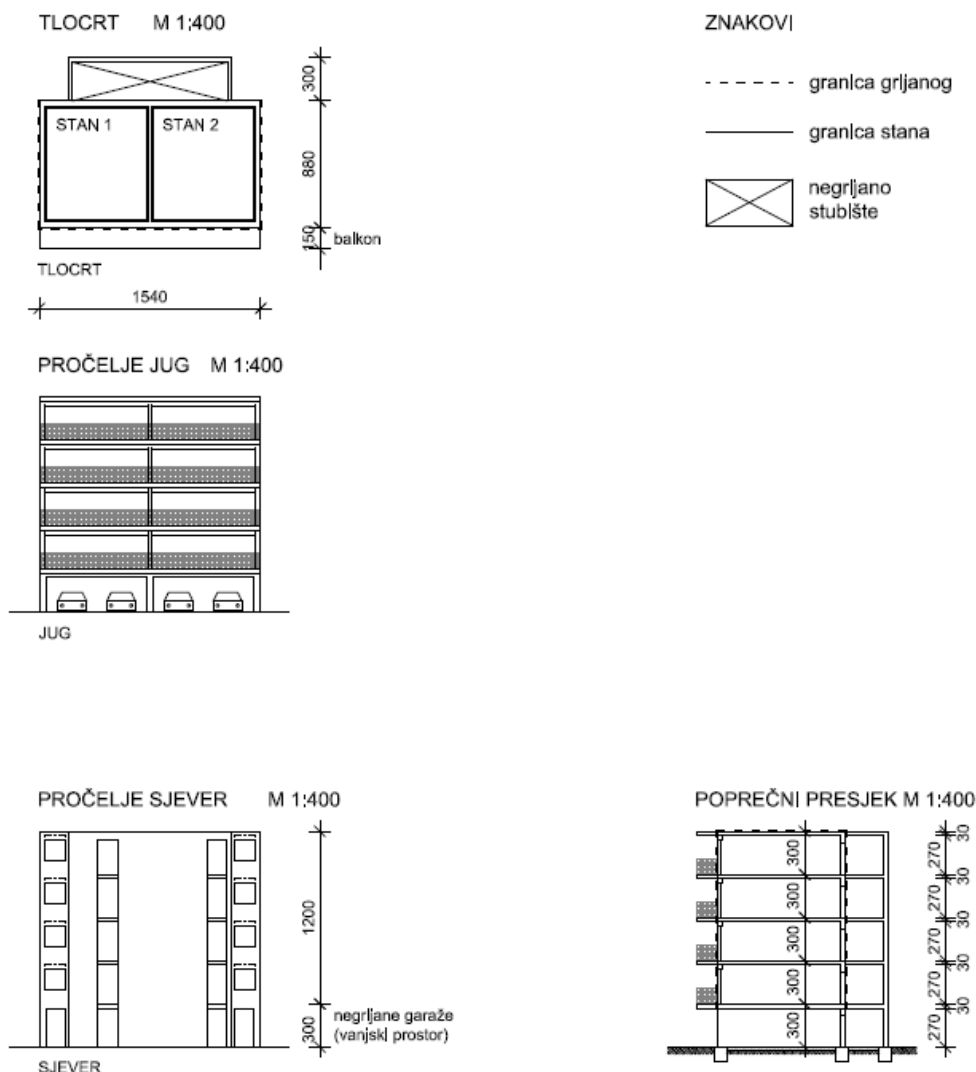 TLOCRT M 1:400
ZNAKOVI
300
granica grijanog
STAN 1 STAN 2
granica stana
880
negrijano
stubište
150 balkon
TLOCRT
1540
PROČELJE JUG M 1:400
JUG
PROČELJE SJEVER M 1:400
POPREČNI PRESJEK M 1:400
1200
300
negrijane garaže
(vanjski prostor)
SJEVER
300
300
300
300
300
30
270
30
270
30
270
30
270
30
270